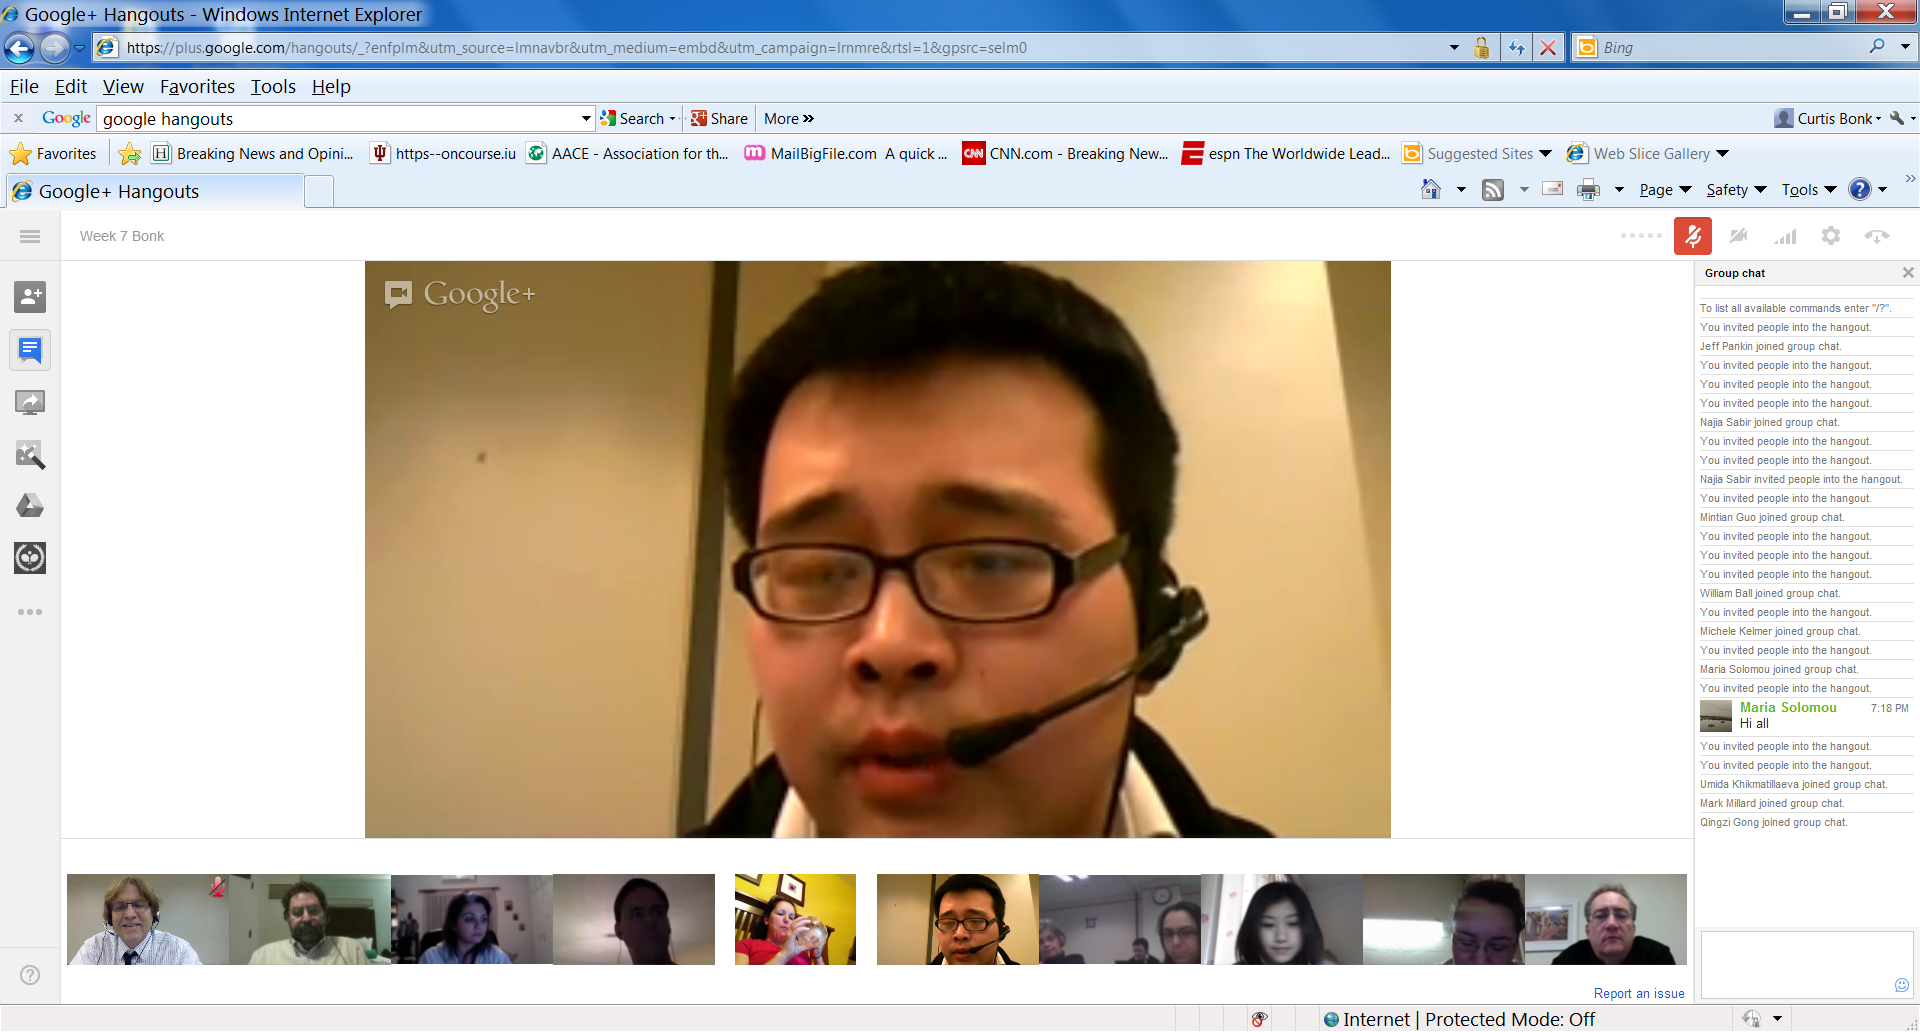 Google+ Hangouts - Windows Internet Explorer
https://plus.google.com/hangouts/_?enfplm&utm_source=lmnavbr&utm_medium=embd&utm_campaign=lrnmre&rtsl=1&gpsrc=selm0
Bing
File Edit View Favorites Tools Help
x Google google hangouts Search Share More » Curtis Bonk
Favorites Breaking News and Opini... https--oncourse.iu AACE - Association for th... MailBigFile.com A quick ... CNN.com - Breaking New... espn The Worldwide Lead... Suggested Sites Web Slice Gallery
Google+ Hangouts
Page Safety Tools
Week 7 Bonk
Google+
Group chat
To list all available commands enter "/?".
You invited people into the hangout.
Jeff Pankin joined group chat.
You invited people into the hangout.
You invited people into the hangout.
You invited people into the hangout.
Najia Sabir joined group chat.
You invited people into the hangout.
You invited people into the hangout.
Najia Sabir invited people into the hangout.
You invited people into the hangout.
Mintian Guo joined group chat.
You invited people into the hangout.
You invited people into the hangout.
You invited people into the hangout.
William Ball joined group chat.
You invited people into the hangout.
Michele Kelmer joined group chat.
You invited people into the hangout.
Maria Solomou joined group chat.
You invited people into the hangout.
Maria Solomou 7:18 PM
Hi all
You invited people into the hangout.
You invited people into the hangout.
Umida Khikmatillaeva joined group chat.
Mark Millard joined group chat.
Qingzi Gong joined group chat.
Report an issue
Internet | Protected Mode: Off